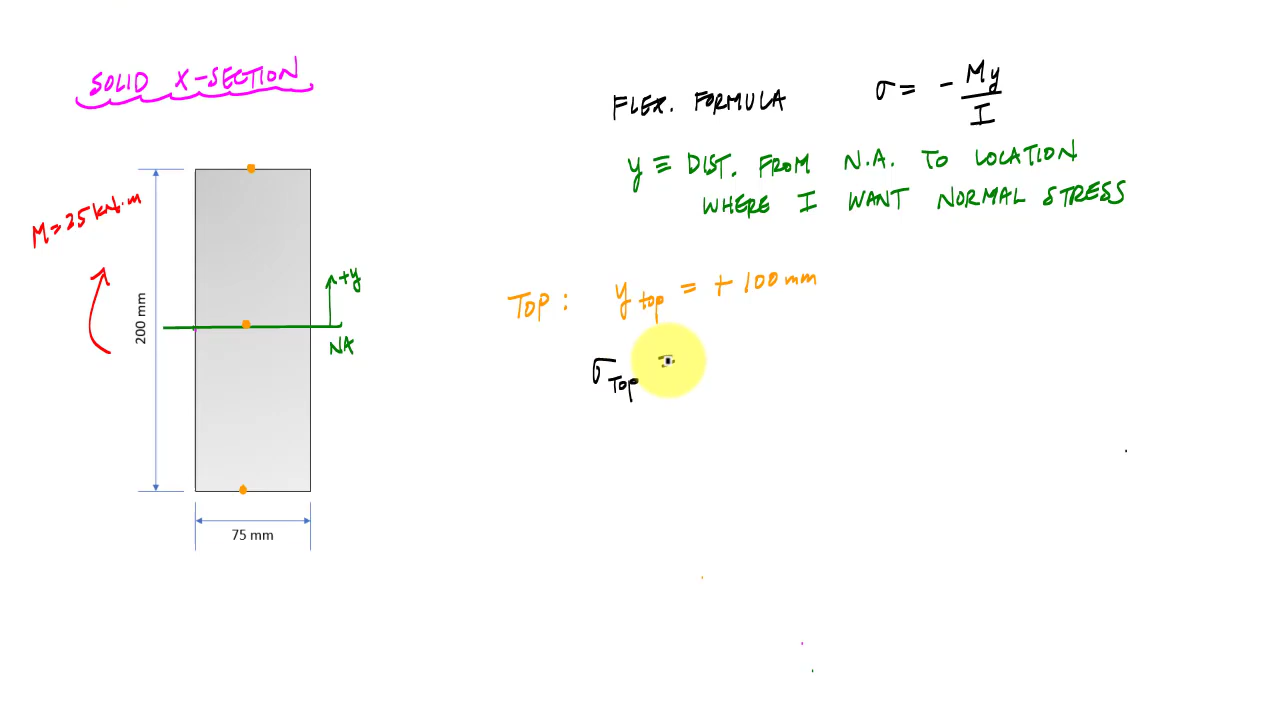 SOLID X-SECTION
FLEX. FORMULA σ = - My/I
y ≡ DIST. FROM N.A. TO LOCATION
WHERE I WANT NORMAL STRESS
M = 25 kN·m
200 mm
+y
NA
75 mm
TOP: y top = + 100 mm
σ Top =